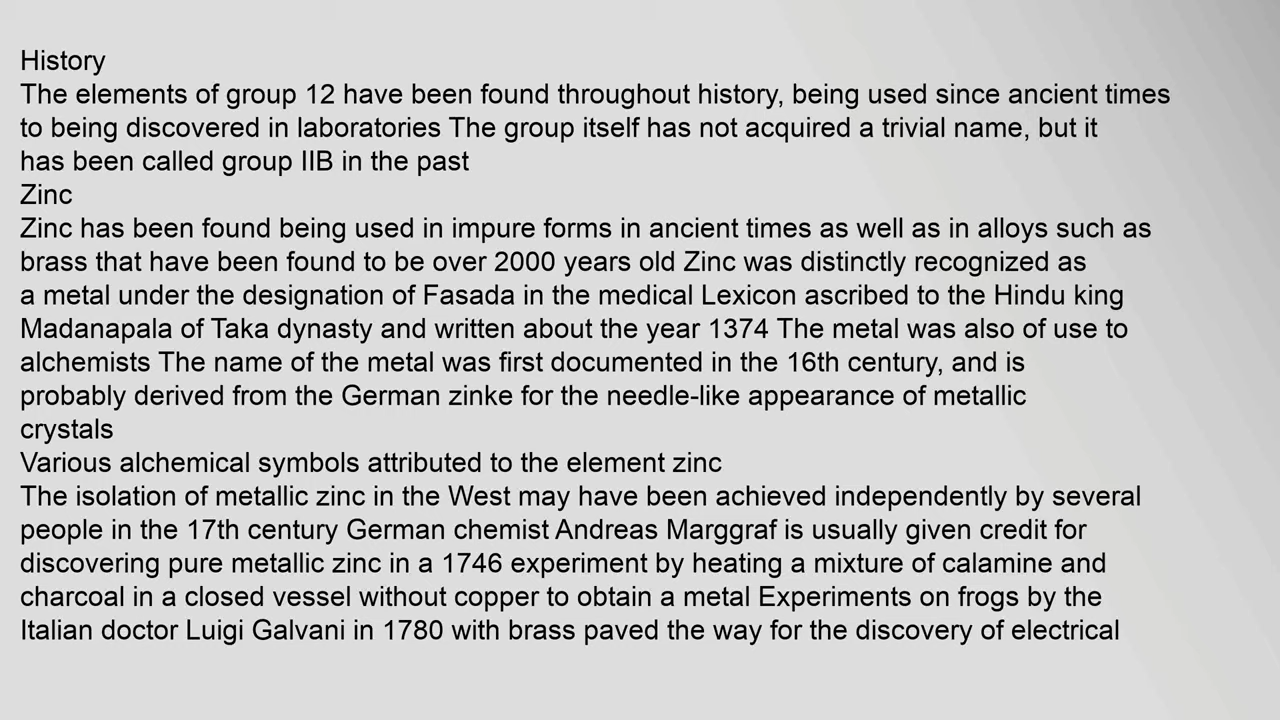 History
The elements of group 12 have been found throughout history, being used since ancient times
to being discovered in laboratories The group itself has not acquired a trivial name, but it
has been called group IIB in the past
Zinc
Zinc has been found being used in impure forms in ancient times as well as in alloys such as
brass that have been found to be over 2000 years old Zinc was distinctly recognized as
a metal under the designation of Fasada in the medical Lexicon ascribed to the Hindu king
Madanapala of Taka dynasty and written about the year 1374 The metal was also of use to
alchemists The name of the metal was first documented in the 16th century, and is
probably derived from the German zinke for the needle-like appearance of metallic
crystals
Various alchemical symbols attributed to the element zinc
The isolation of metallic zinc in the West may have been achieved independently by several
people in the 17th century German chemist Andreas Marggraf is usually given credit for
discovering pure metallic zinc in a 1746 experiment by heating a mixture of calamine and
charcoal in a closed vessel without copper to obtain a metal Experiments on frogs by the
Italian doctor Luigi Galvani in 1780 with brass paved the way for the discovery of electrical